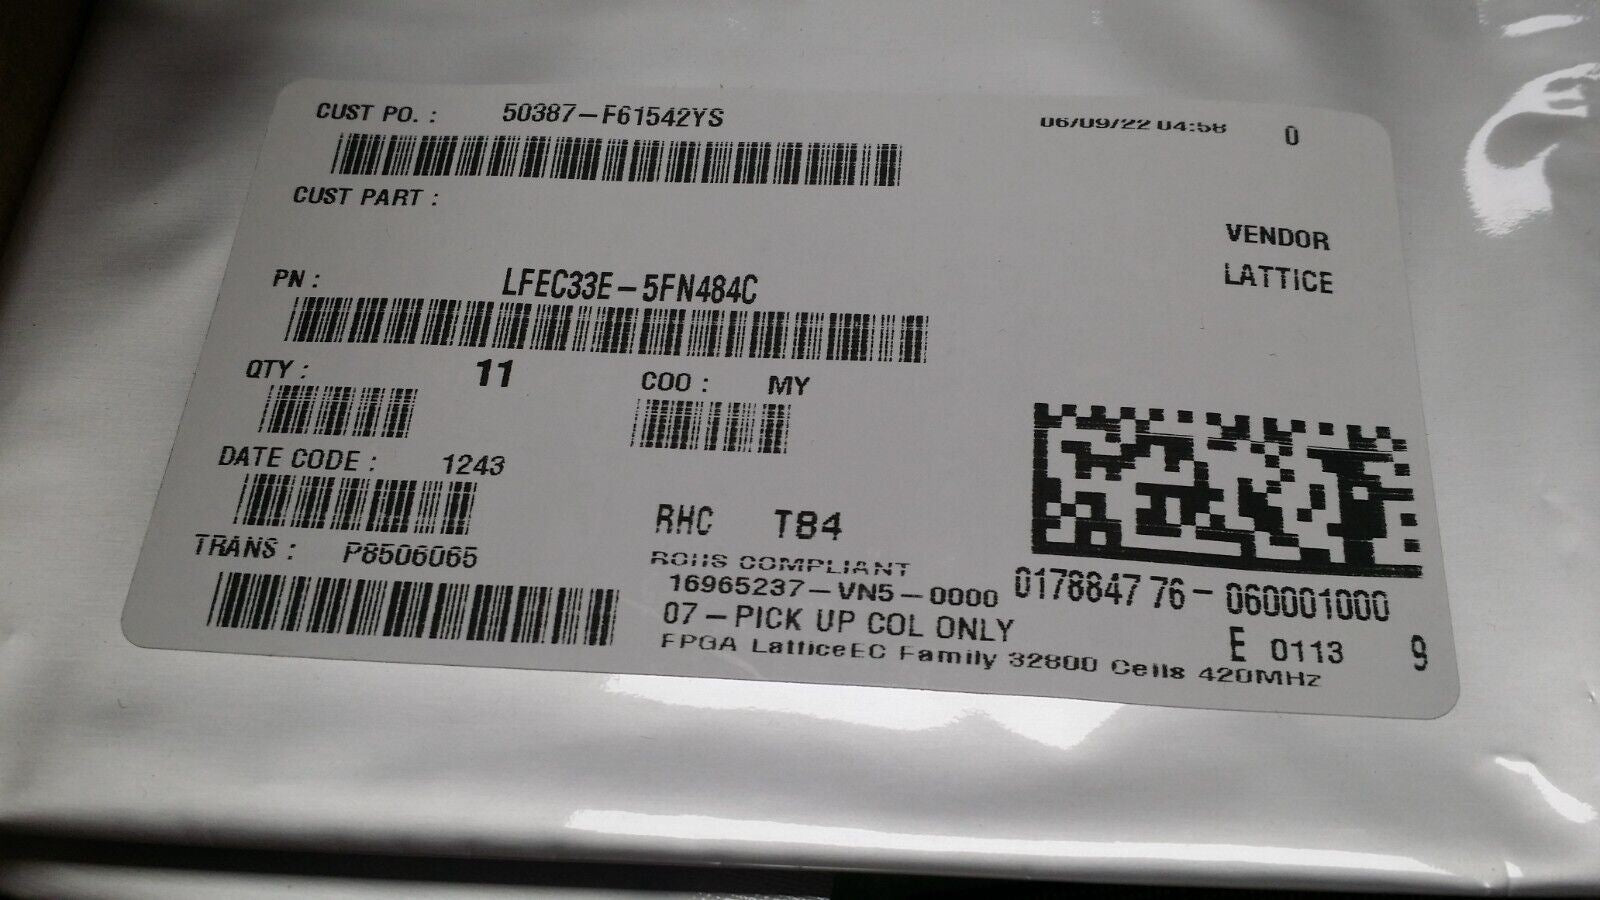 CUST PO. : 50387-F61542YS 06/09/22 04:58 0
CUST PART :
VENDOR
LATTICE
PN : LFEC33E-5FN484C
QTY : 11 COO : MY
DATE CODE : 1243
RHC T84
TRANS : P8506065
ROHS COMPLIANT
16965237-VN5-0000 017884776-060001000
07-PICK UP COL ONLY E 0113 9
FPGA LatticeEC Family 32800 Cells 420MHz